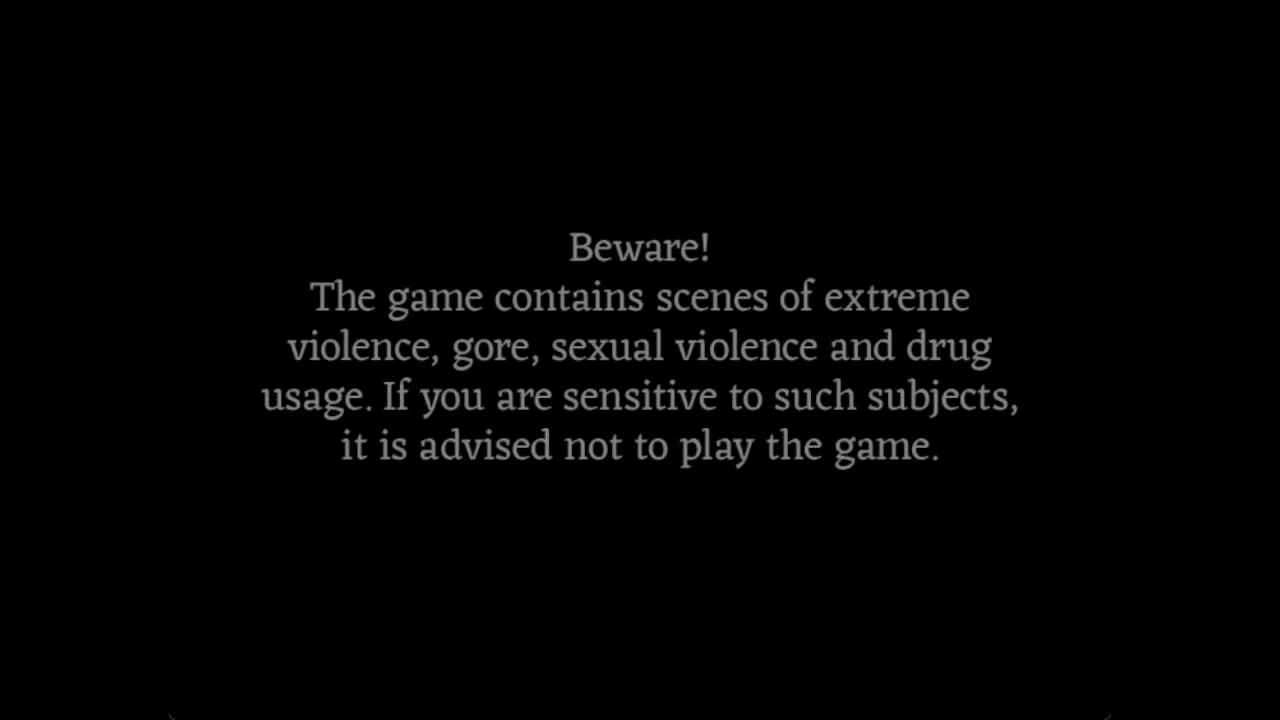 Beware!
The game contains scenes of extreme
violence, gore, sexual violence and drug
usage. If you are sensitive to such subjects,
it is advised not to play the game.